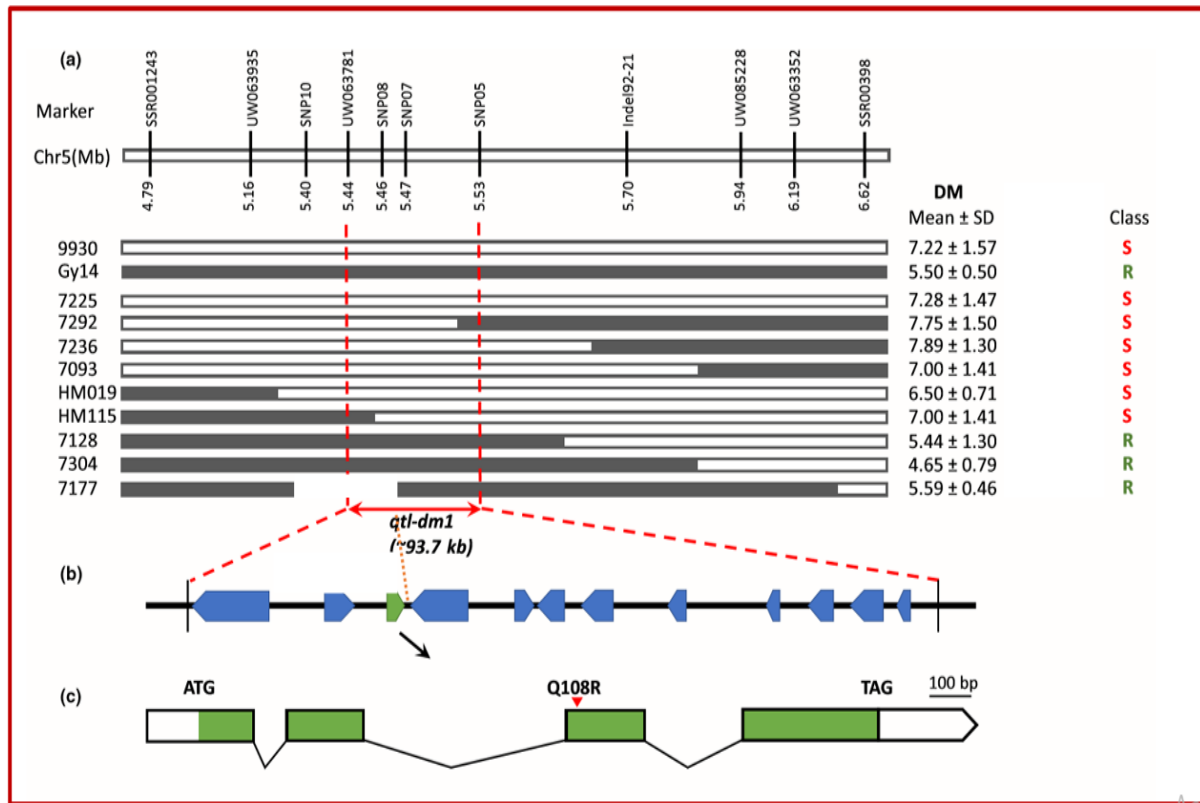 (a)
Marker
SSR001243
UW063935
SNP10
UW063781
SNP08
SNP07
SNP05
Indel92-21
UW085228
UW063352
SSR00398
Chr5(Mb)
4.79
5.16
5.40
5.44
5.46
5.47
5.53
5.70
5.94
6.19
6.62
DM
Mean ± SD Class
9930 7.22 ± 1.57 S
Gy14 5.50 ± 0.50 R
7225 7.28 ± 1.47 S
7292 7.75 ± 1.50 S
7236 7.89 ± 1.30 S
7093 7.00 ± 1.41 S
HM019 6.50 ± 0.71 S
HM115 7.00 ± 1.41 S
7128 5.44 ± 1.30 R
7304 4.65 ± 0.79 R
7177 5.59 ± 0.46 R
qtl-dm1
(~93.7 kb)
(b)
(c)
ATG Q108R TAG 100 bp